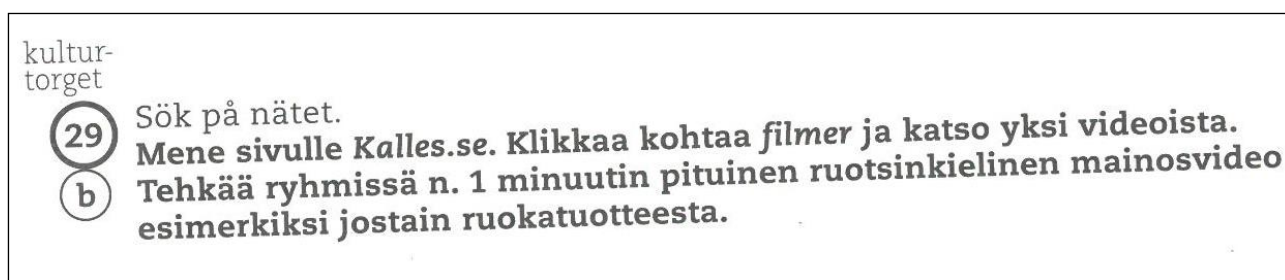 kultur-
torget
29 Sök på nätet.
Mene sivulle Kalles.se. Klikkaa kohtaa filmer ja katso yksi videoista.
b Tehkää ryhmissä n. 1 minuutin pituinen ruotsinkielinen mainosvideo
esimerkiksi jostain ruokatuotteesta.